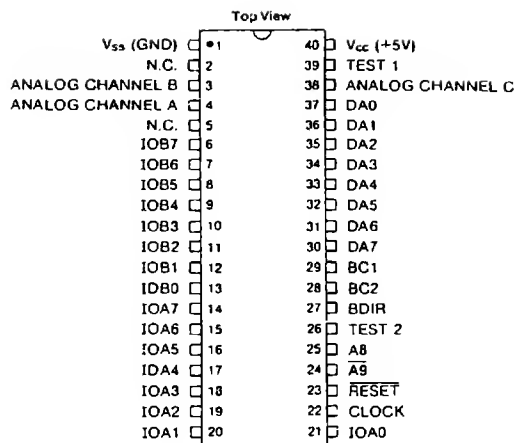 Top View
Vss (GND) 1 40 Vcc (+5V)
N.C. 2 39 TEST 1
ANALOG CHANNEL B 3 38 ANALOG CHANNEL C
ANALOG CHANNEL A 4 37 DA0
N.C. 5 36 DA1
IOB7 6 35 DA2
IOB6 7 34 DA3
IOB5 8 33 DA4
IOB4 9 32 DA5
IOB3 10 31 DA6
IOB2 11 30 DA7
IOB1 12 29 BC1
IDB0 13 28 BC2
IOA7 14 27 BDIR
IOA6 15 26 TEST 2
IOA5 16 25 A8
IDA4 17 24 A9
IOA3 18 23 RESET
IOA2 19 22 CLOCK
IOA1 20 21 IOA0